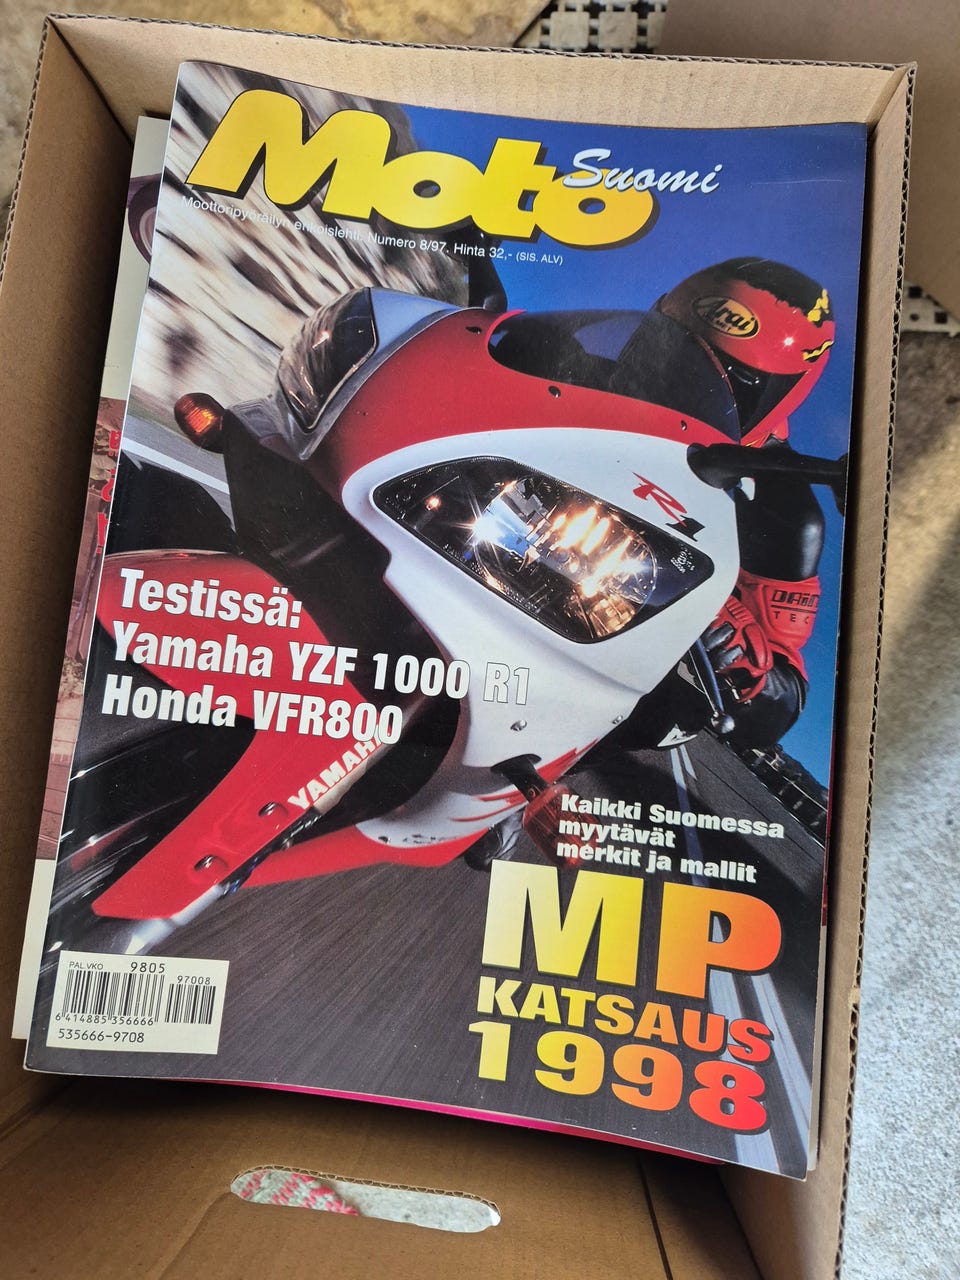 Moto Suomi
Moottoripyöräilyn erikoislehti. Numero 8/97. Hinta 32,- (SIS. ALV)
Arai
R1
DAIN
TEC
Testissä:
Yamaha YZF 1000 R1
Honda VFR800
YAMAHA
Kaikki Suomessa
myytävät
merkit ja mallit
MP
KATSAUS
1998
PAL.VKO 9805
97008
6 414885 356666
535666-9708